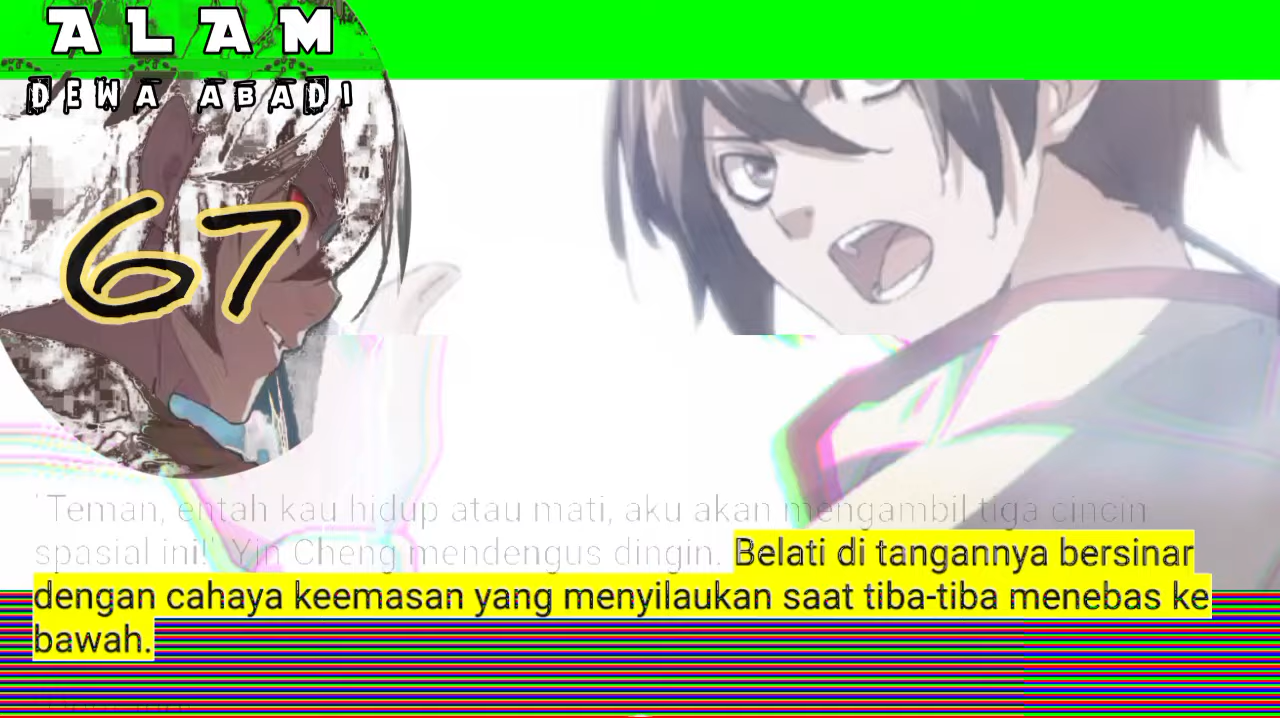 ALAM
DEWA ABADI
67
'Teman, entah kau hidup atau mati, aku akan mengambil tiga cincin
spasial ini!' Yin Cheng mendengus dingin. Belati di tangannya bersinar
dengan cahaya keemasan yang menyilaukan saat tiba-tiba menebas ke
bawah.